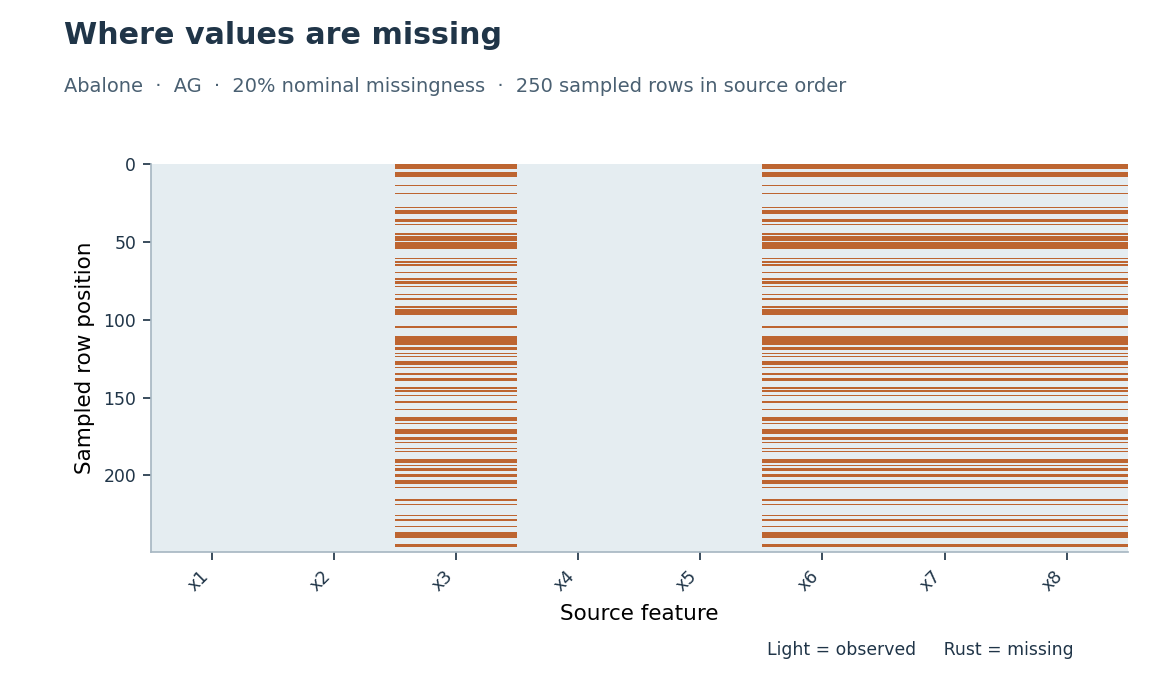 Where values are missing
Abalone · AG · 20% nominal missingness · 250 sampled rows in source order
0
50
100
150
200
Sampled row position
x1 x2 x3 x4 x5 x6 x7 x8
Source feature
Light = observed Rust = missing